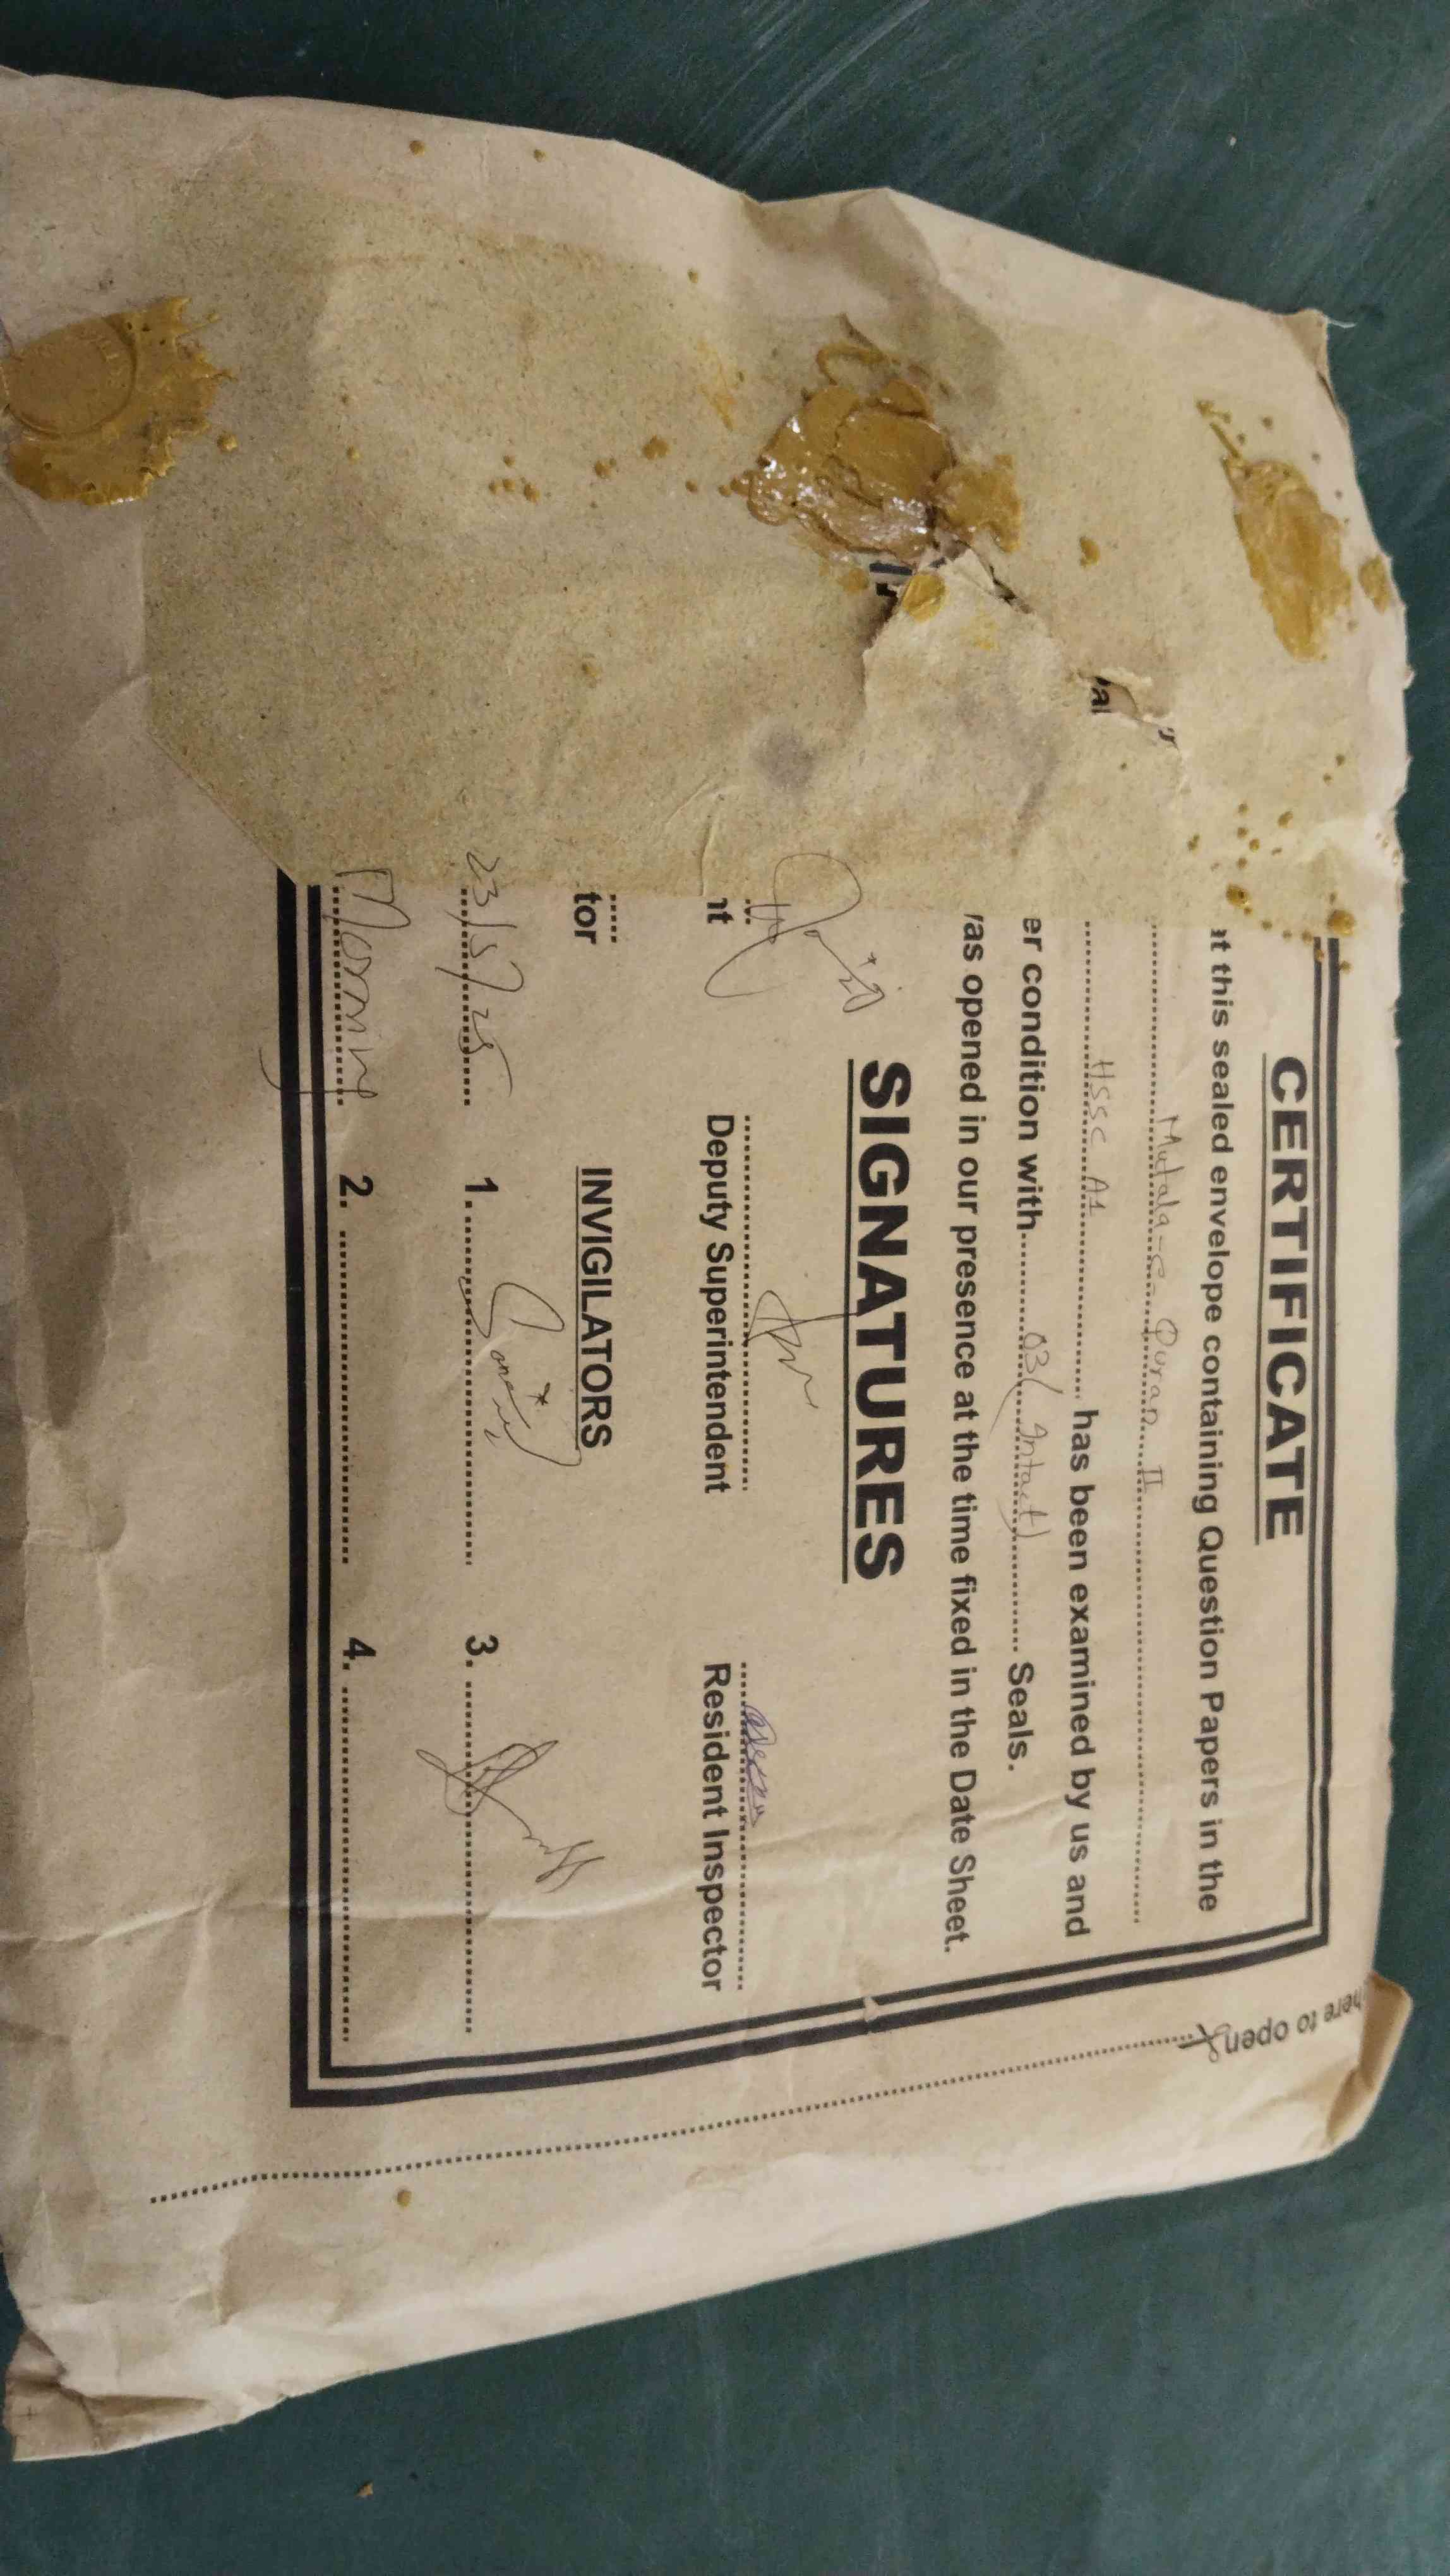 CERTIFICATE
at this sealed envelope containing Question Papers in the
.......... Mutala-e-Quran II ..........
.......... HSSC A1 .......... has been examined by us and
er condition with.......... 03( Intact) .......... Seals.
was opened in our presence at the time fixed in the Date Sheet.
SIGNATURES
nt Deputy Superintendent Resident Inspector
tor INVIGILATORS
23/5/25 1. .......... 3. ..........
Morning 2. .......... 4. ..........
here to open